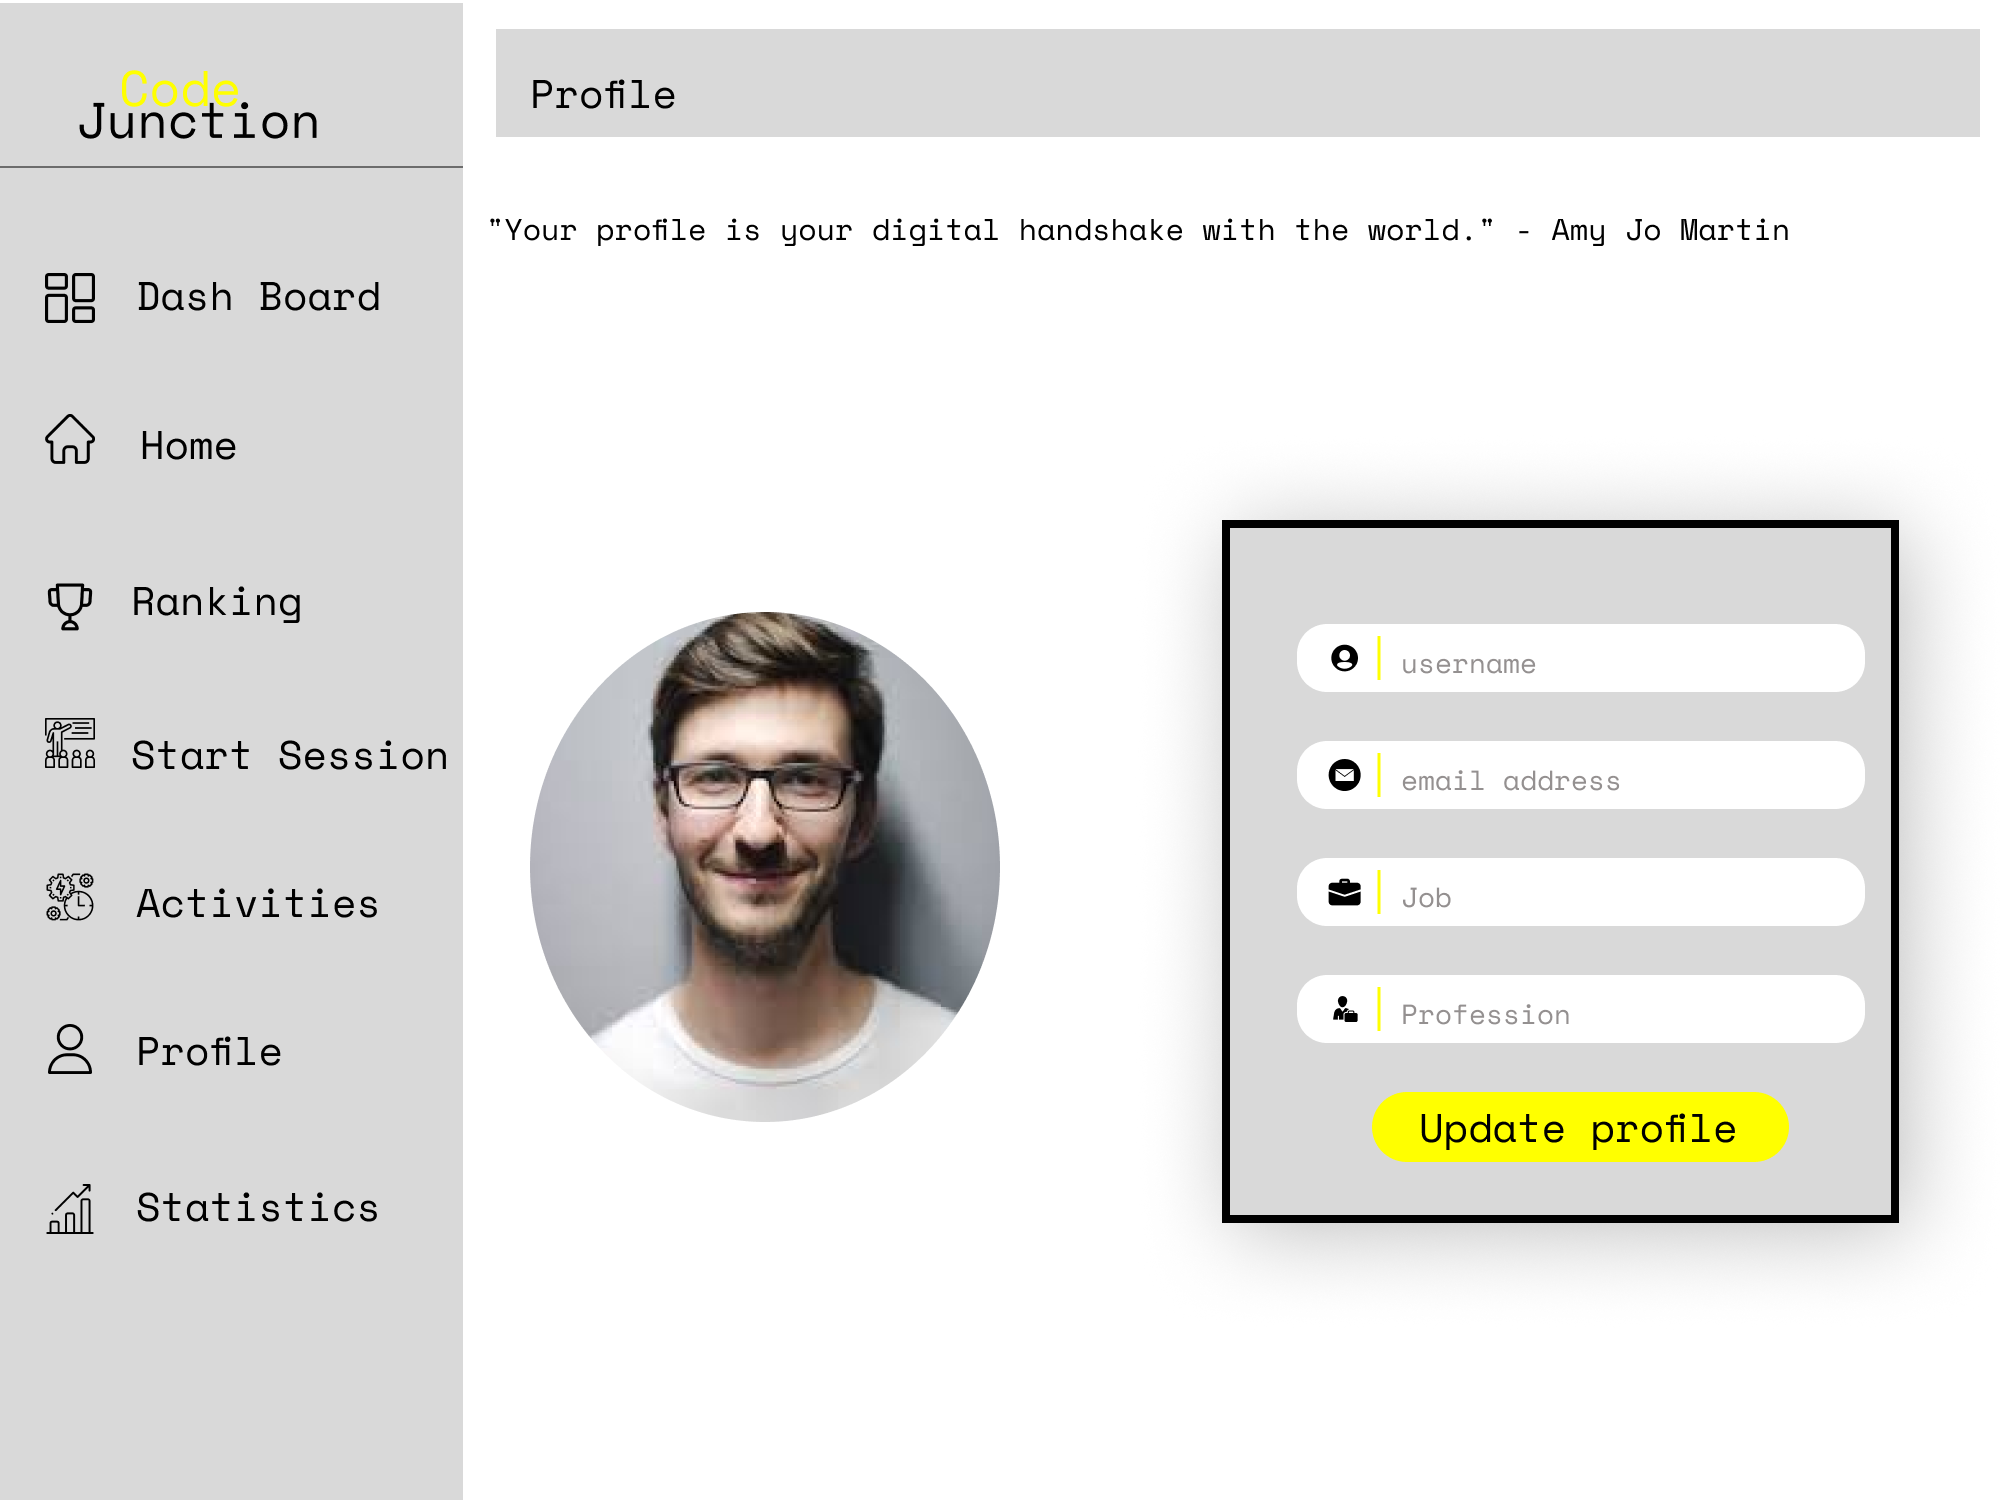 Code
Junction
Dash Board
Home
Ranking
Start Session
Activities
Profile
Statistics
Profile
"Your profile is your digital handshake with the world." - Amy Jo Martin
username
email address
Job
Profession
Update profile